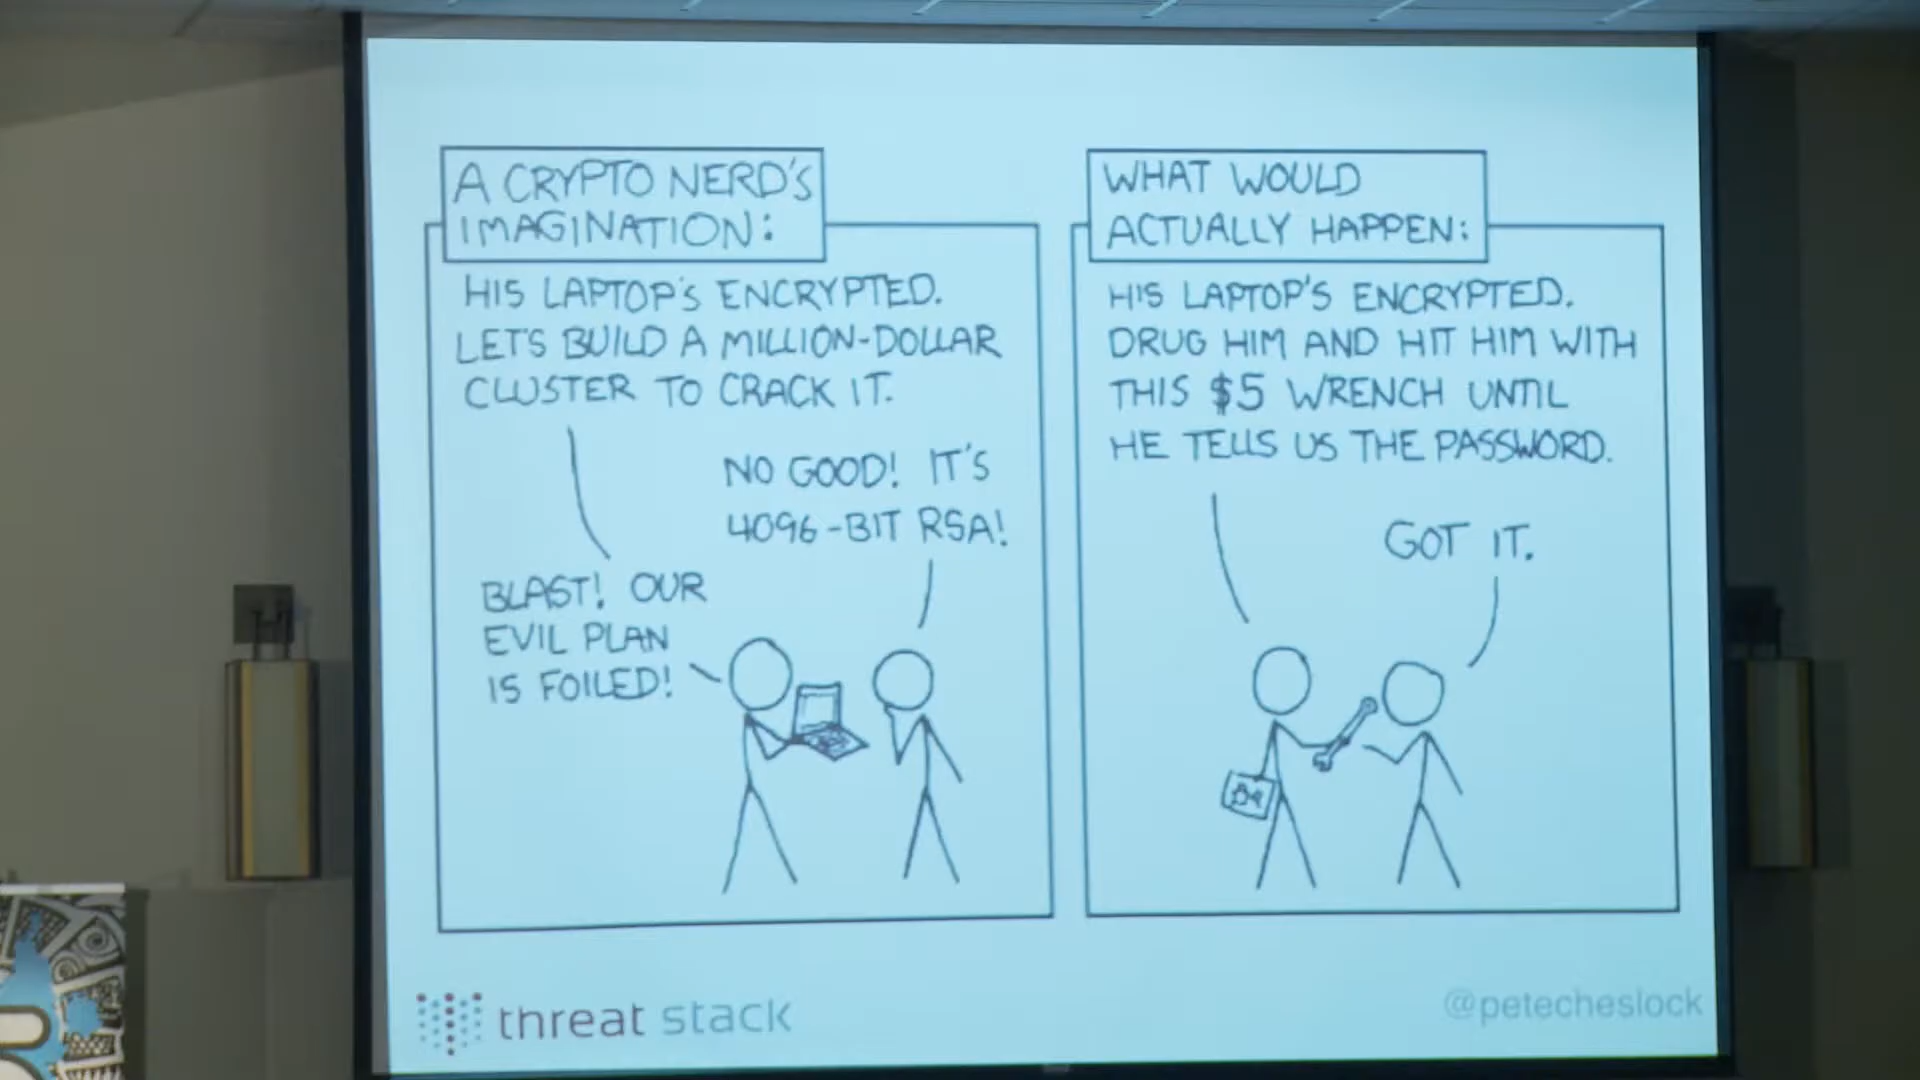 A CRYPTO NERD'S
IMAGINATION:
HIS LAPTOP'S ENCRYPTED.
LET'S BUILD A MILLION-DOLLAR
CLUSTER TO CRACK IT.
NO GOOD! IT'S
4096-BIT RSA!
BLAST! OUR
EVIL PLAN
IS FOILED!
WHAT WOULD
ACTUALLY HAPPEN:
HIS LAPTOP'S ENCRYPTED.
DRUG HIM AND HIT HIM WITH
THIS $5 WRENCH UNTIL
HE TELLS US THE PASSWORD.
GOT IT.
threat stack
@petecheslock